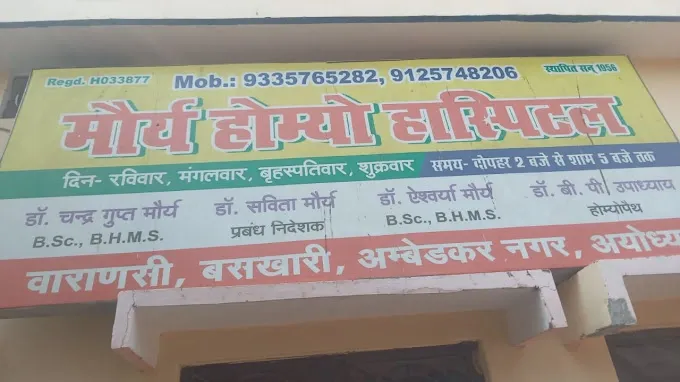 Regd. H033877 Mob.: 9335765282, 9125748206 स्थापित सन् 1956
मौर्य होम्यो हास्पिटल
दिन- रविवार, मंगलवार, बृहस्पतिवार, शुक्रवार समय- दोपहर 2 बजे से शाम 5 बजे तक
डॉ. चन्द्र गुप्त मौर्य डॉ. सविता मौर्य डॉ. ऐश्वर्या मौर्य डॉ. बी. पी. उपाध्याय
B.Sc., B.H.M.S. प्रबंध निदेशक B.Sc., B.H.M.S. होम्योपैथ
वाराणसी, बसखारी, अम्बेडकर नगर, अयोध्य